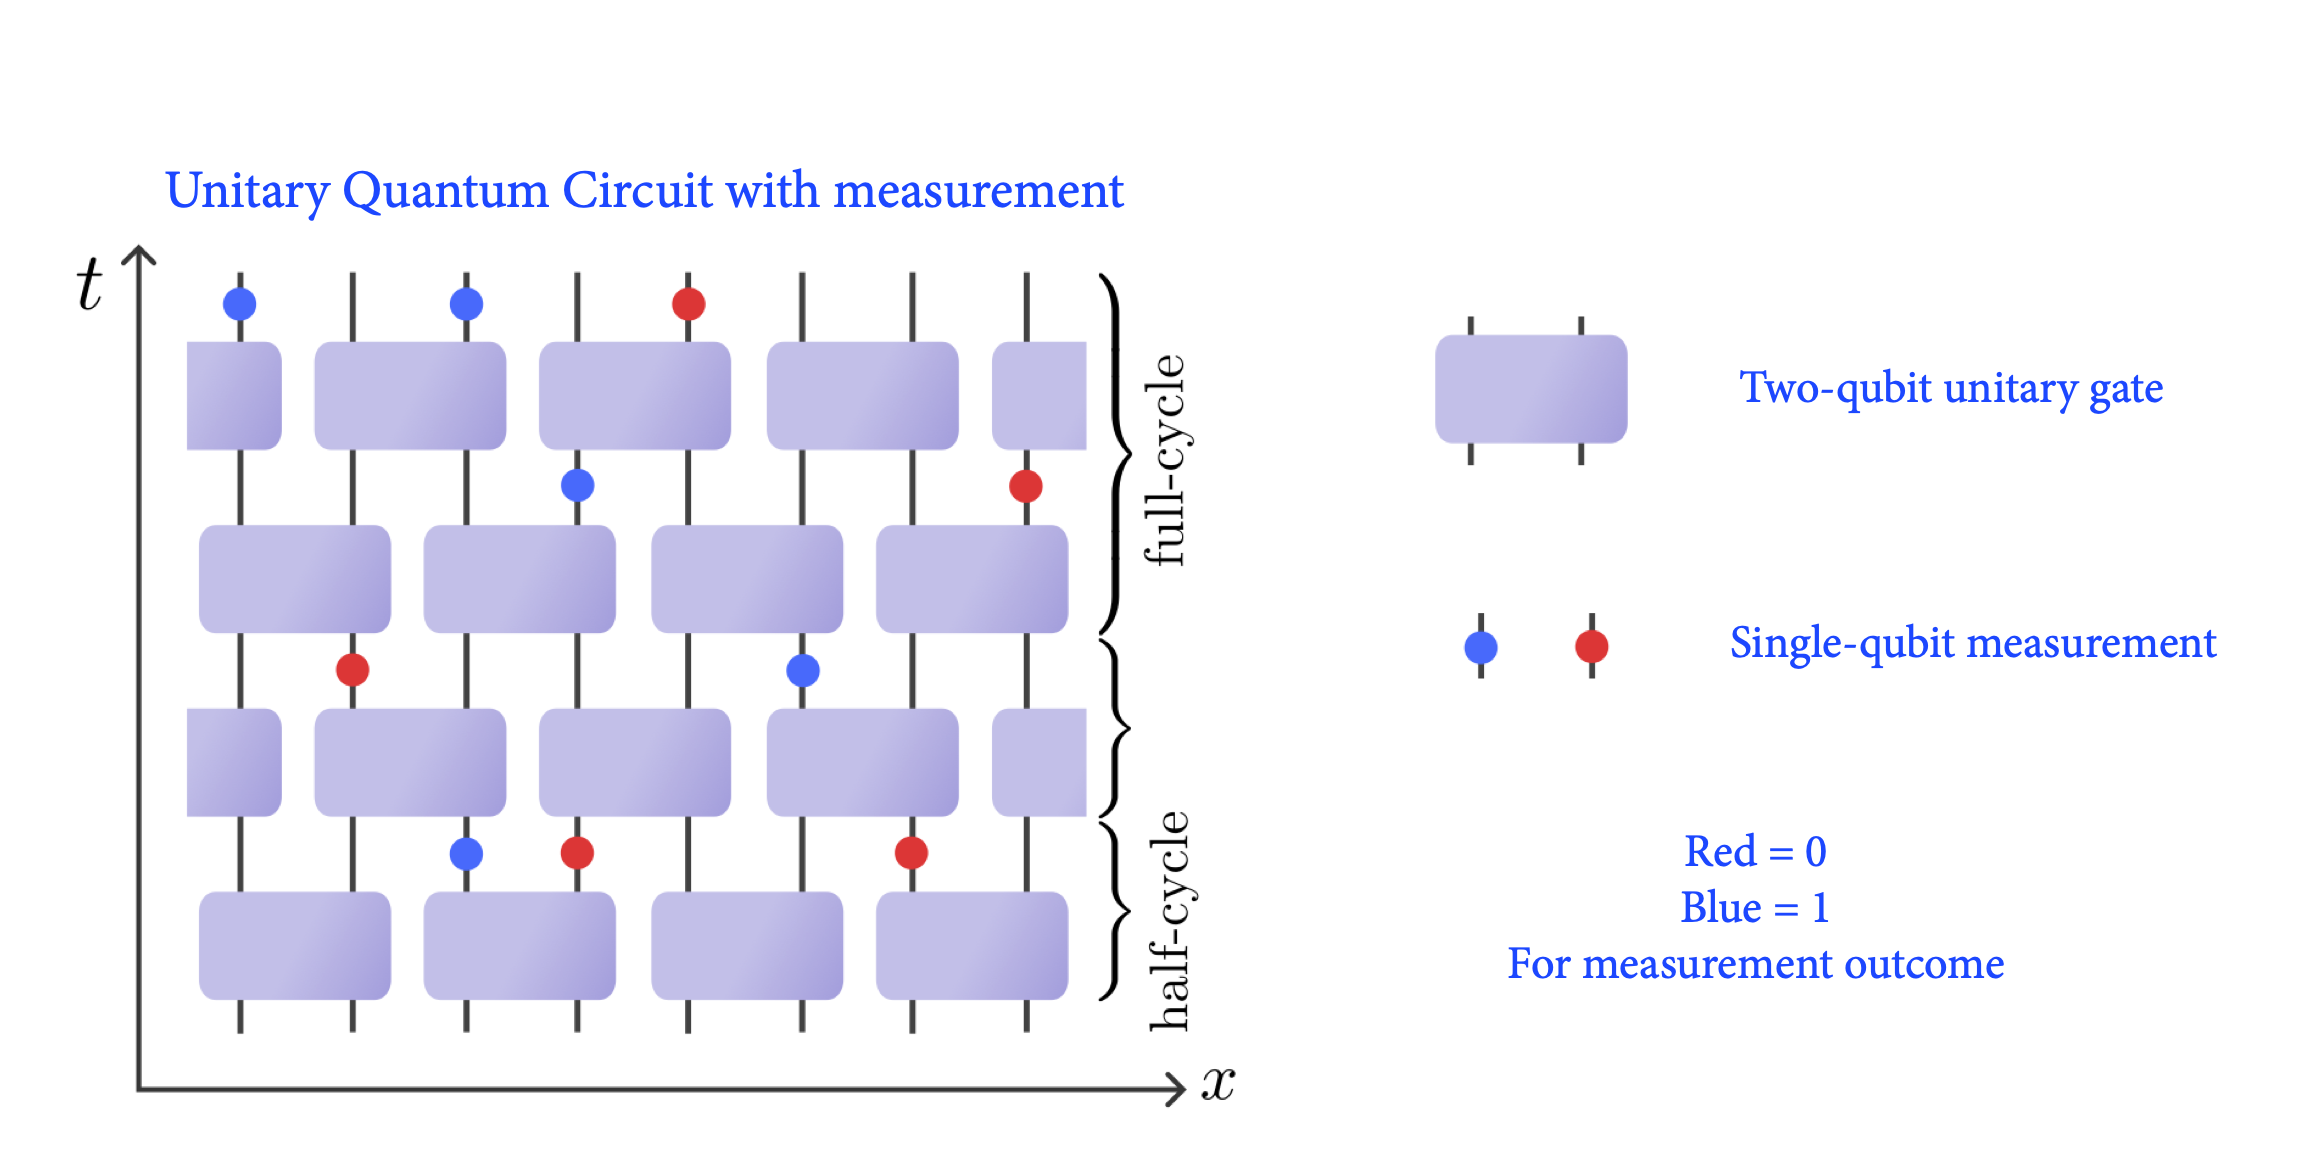 Unitary Quantum Circuit with measurement
t
full-cycle
half-cycle
x
Two-qubit unitary gate
Single-qubit measurement
Red = 0
Blue = 1
For measurement outcome